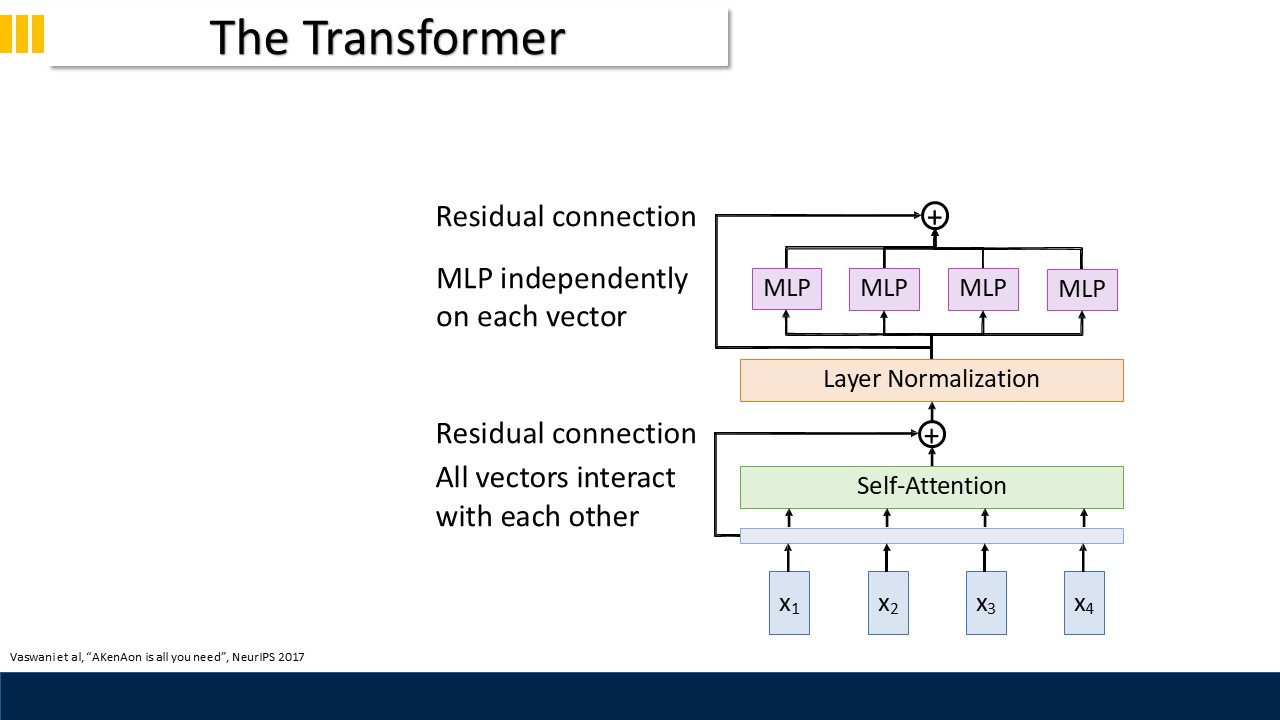 The Transformer
Residual connection
+
MLP independently
on each vector
MLP MLP MLP MLP
Layer Normalization
Residual connection
+
All vectors interact
with each other
Self-Attention
x₁ x₂ x₃ x₄
Vaswani et al, “AKenAon is all you need”, NeurIPS 2017